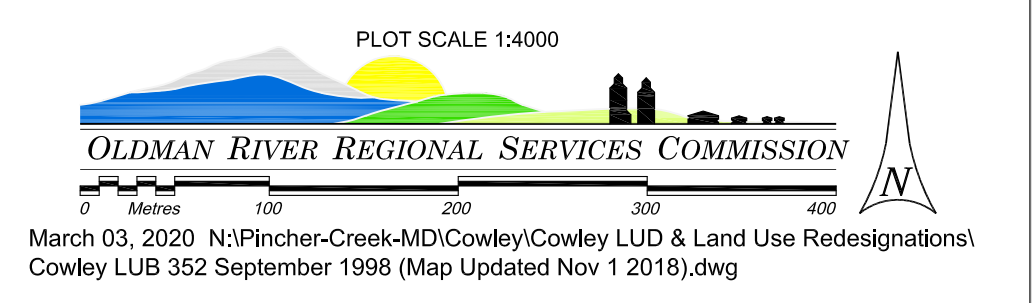 PLOT SCALE 1:4000
OLDMAN RIVER REGIONAL SERVICES COMMISSION
0 Metres 100 200 300 400
N
March 03, 2020 N:\Pincher-Creek-MD\Cowley\Cowley LUD & Land Use Redesignations\
Cowley LUB 352 September 1998 (Map Updated Nov 1 2018).dwg